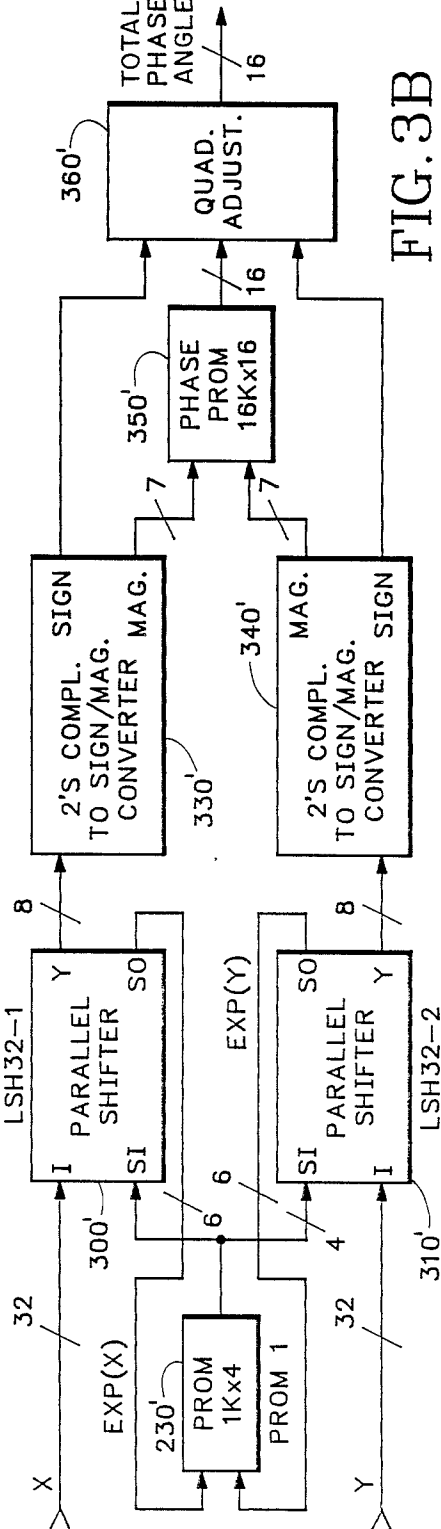 X
32
I
LSH32-1
PARALLEL
SHIFTER
Y
SI
SO
300'
8
2'S COMPL.
TO SIGN/MAG.
CONVERTER
SIGN
MAG.
330'
7
EXP(X)
6
230'
PROM
1Kx4
PROM 1
6
4
EXP(Y)
350'
PHASE
PROM
16Kx16
16
360'
QUAD.
ADJUST.
TOTAL
PHASE
ANGLE
16
Y
32
I
SI
SO
PARALLEL
SHIFTER
Y
310'
LSH32-2
8
340'
2'S COMPL.
TO SIGN/MAG.
CONVERTER
MAG.
SIGN
7
FIG. 3B